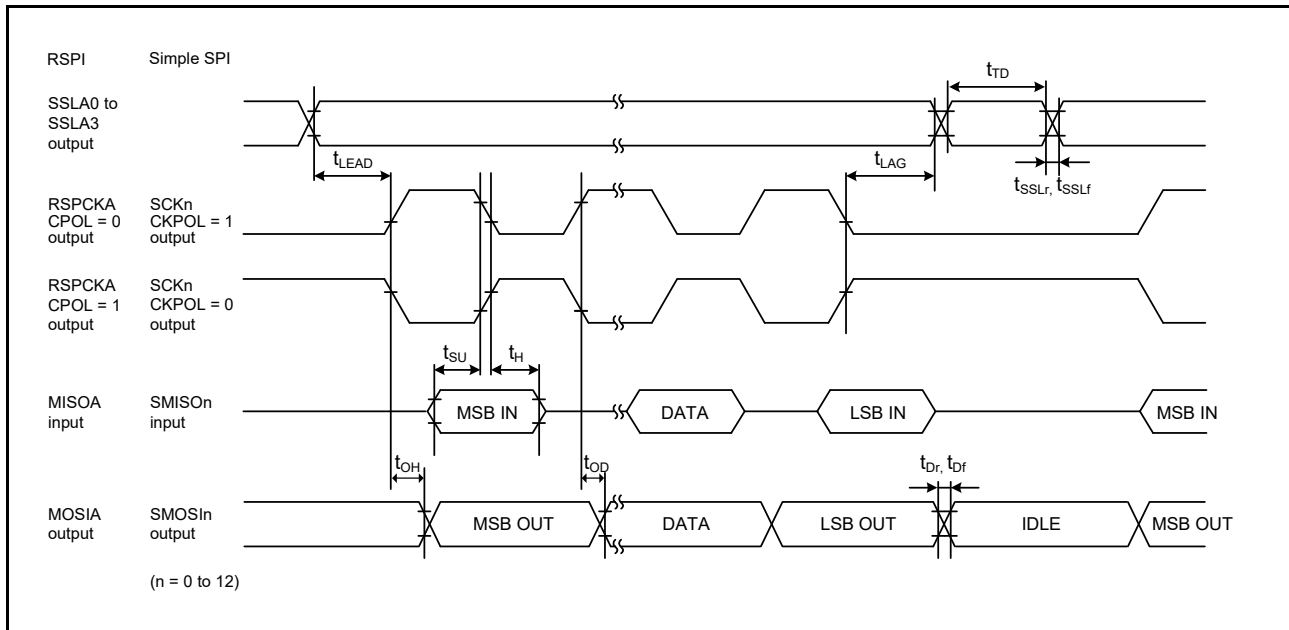 RSPI Simple SPI
SSLA0 to
SSLA3
output
tTD
tLEAD
tLAG
tSSLr, tSSLf
RSPCKA SCKn
CPOL = 0 CKPOL = 1
output output
RSPCKA SCKn
CPOL = 1 CKPOL = 0
output output
tSU tH
MISOA SMISOn
input input
MSB IN DATA LSB IN MSB IN
tOH tOD tDr, tDf
MOSIA SMOSIn
output output
MSB OUT DATA LSB OUT IDLE MSB OUT
(n = 0 to 12)